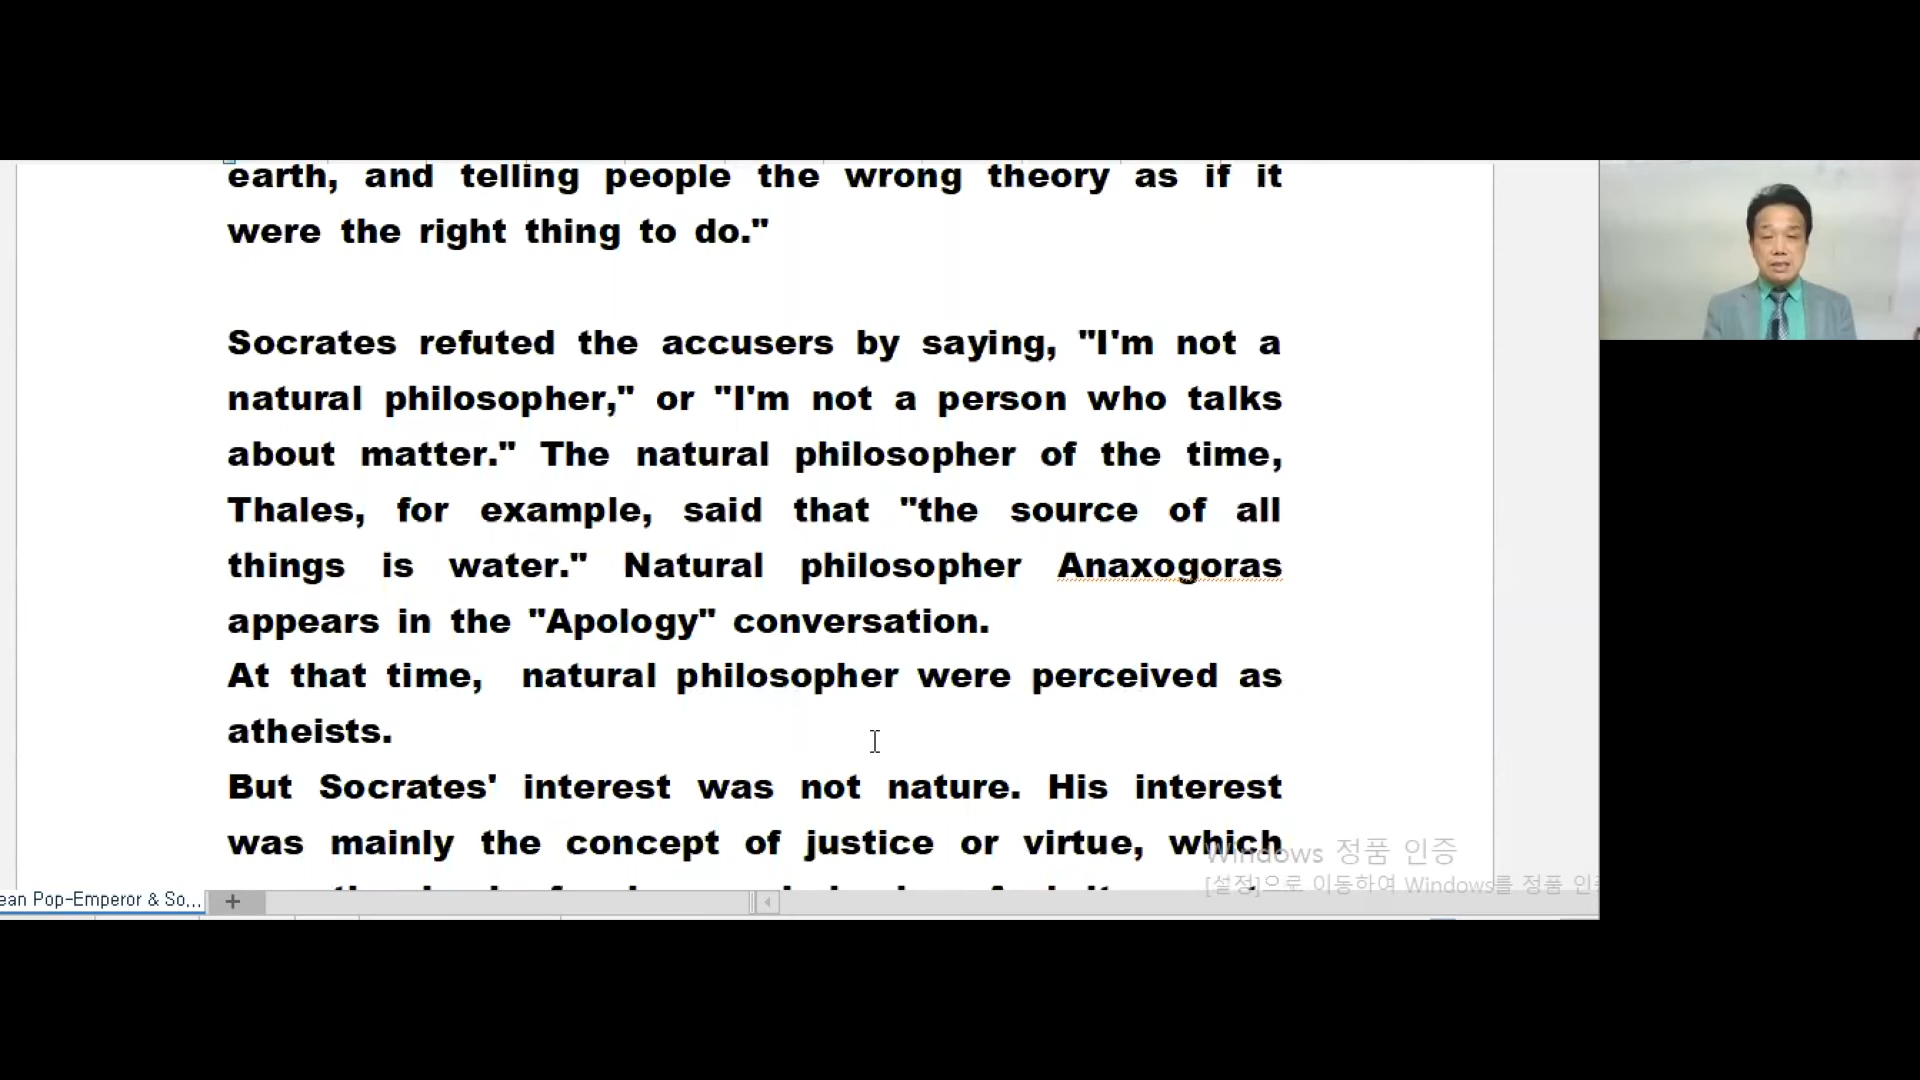 earth, and telling people the wrong theory as if it
were the right thing to do."
Socrates refuted the accusers by saying, "I'm not a
natural philosopher," or "I'm not a person who talks
about matter." The natural philosopher of the time,
Thales, for example, said that "the source of all
things is water." Natural philosopher Anaxogoras
appears in the "Apology" conversation.
At that time, natural philosopher were perceived as
atheists.
But Socrates' interest was not nature. His interest
was mainly the concept of justice or virtue, which
Windows 정품 인증
[설정]으로 이동하여 Windows를 정품 인
ean Pop-Emperor & So...